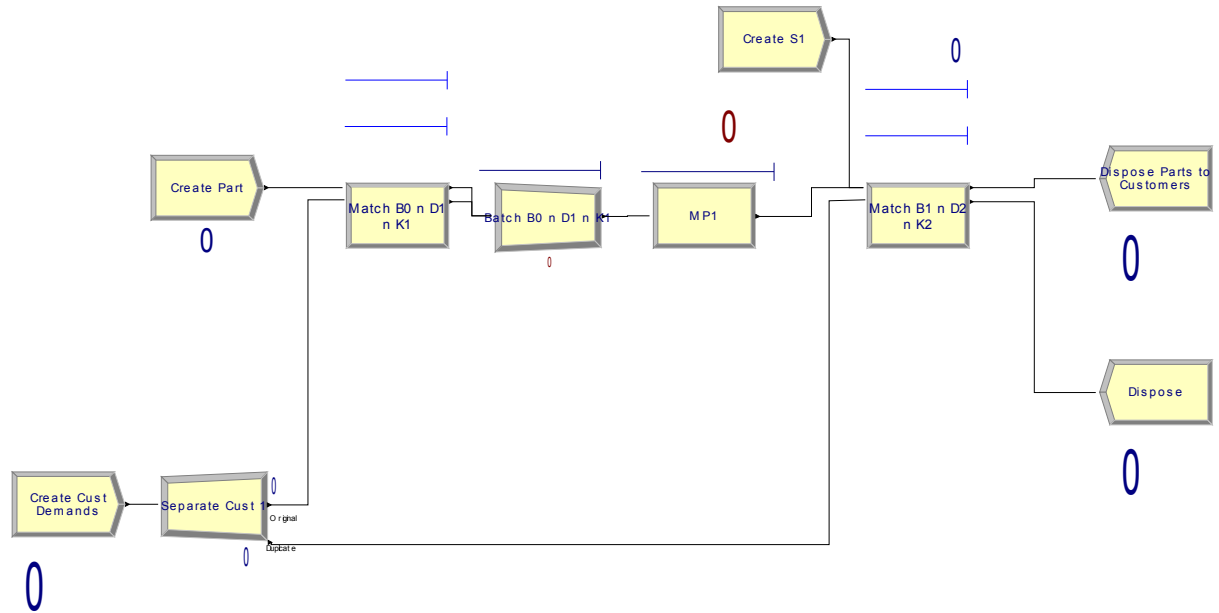 Create S1
0
0
Create Part
0
Match B0 n D1
n K1
Batch B0 n D1 n K1
0
MP1
Match B1 n D2
n K2
Dispose Parts to
Customers
0
Dispose
0
Create Cust
Demands
0
Separate Cust 1
0
Original
Duplicate
0